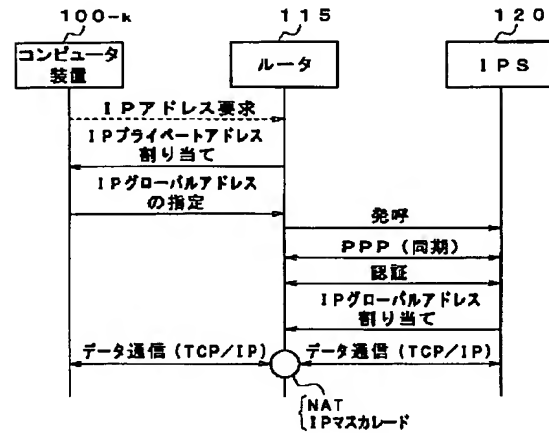 100-k
115
120
コンピュータ
装置
ルータ
IPS
IPアドレス要求
IPプライベートアドレス
割り当て
IPグローバルアドレス
の指定
発呼
PPP(同期)
認証
IPグローバルアドレス
割り当て
データ通信(TCP/IP)
データ通信(TCP/IP)
NAT
IPマスカレード